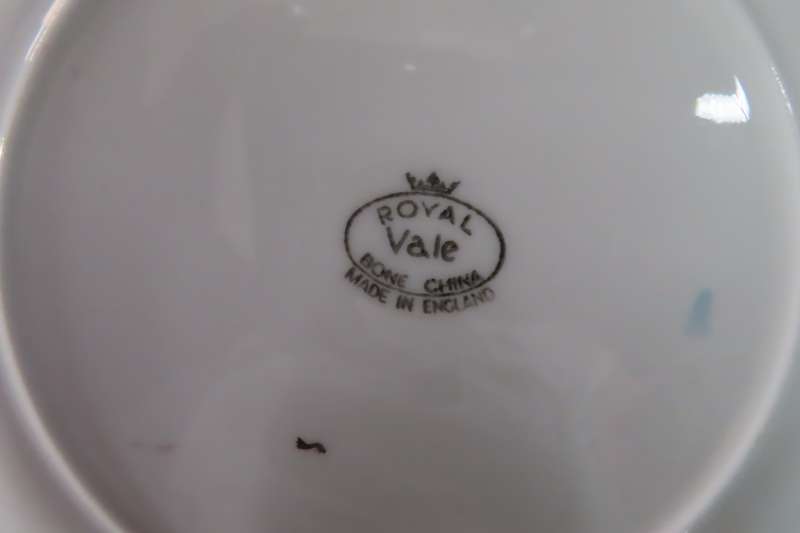 ROYAL
Vale
BONE CHINA
MADE IN ENGLAND